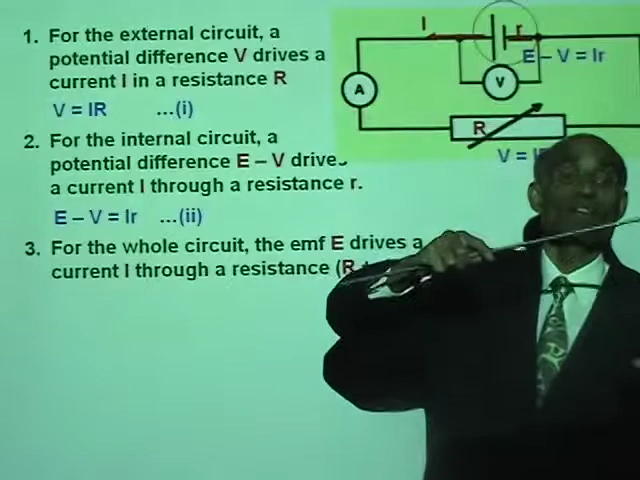 1. For the external circuit, a
potential difference V drives a
current I in a resistance R
V = IR ...(i)
2. For the internal circuit, a
potential difference E – V drives
a current I through a resistance r.
E – V = Ir ...(ii)
3. For the whole circuit, the emf E drives a
current I through a resistance (R
I
r
E – V = Ir
A
V
R
V =